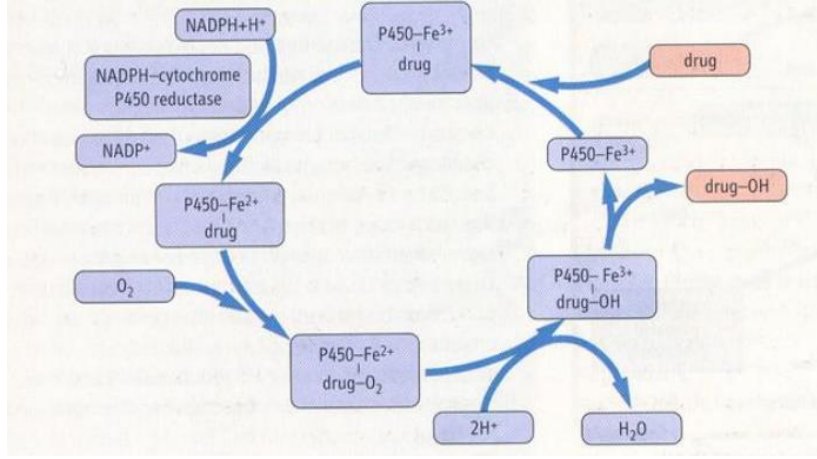 NADPH+H⁺
P450–Fe³⁺
drug
drug
NADPH–cytochrome
P450 reductase
NADP⁺
P450–Fe³⁺
drug–OH
P450–Fe²⁺
drug
P450– Fe³⁺
drug–OH
O₂
P450–Fe²⁺
drug–O₂
2H⁺
H₂O